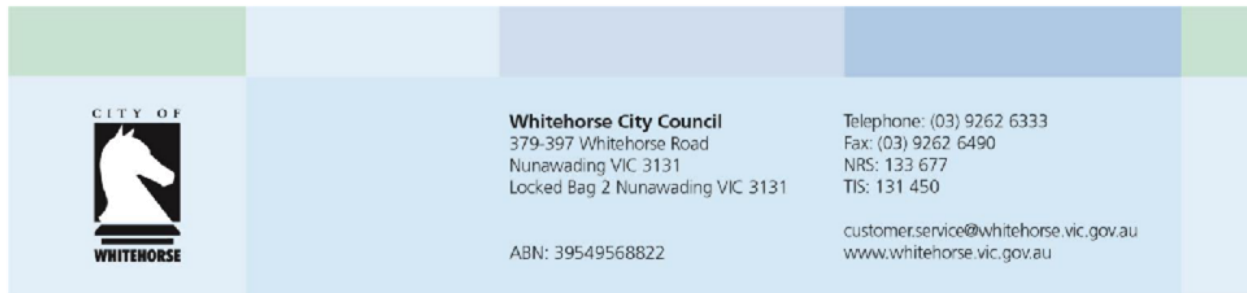 CITY OF
WHITEHORSE
Whitehorse City Council
379-397 Whitehorse Road
Nunawading VIC 3131
Locked Bag 2 Nunawading VIC 3131
ABN: 39549568822
Telephone: (03) 9262 6333
Fax: (03) 9262 6490
NRS: 133 677
TIS: 131 450
customer.service@whitehorse.vic.gov.au
www.whitehorse.vic.gov.au